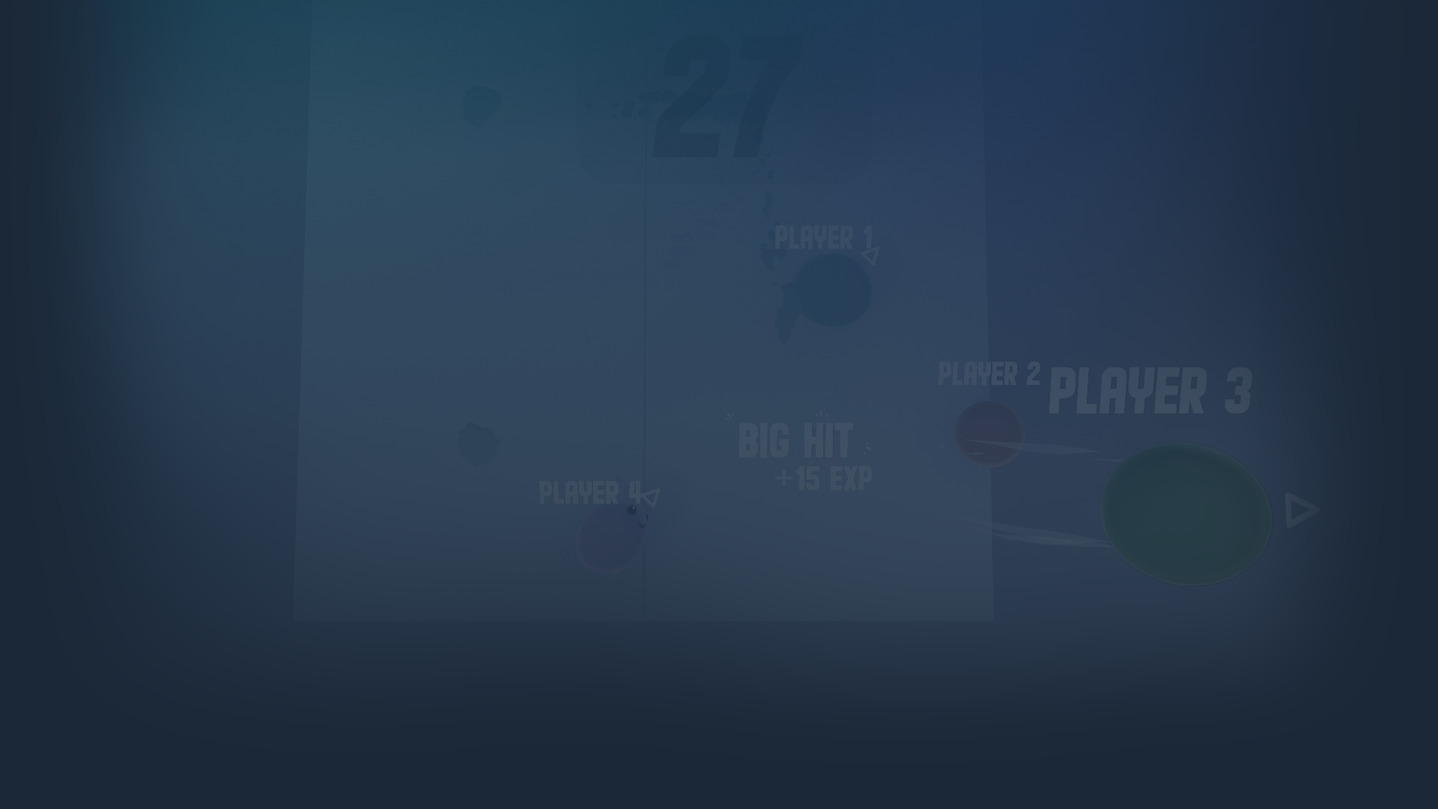 27
PLAYER 1
PLAYER 2
PLAYER 3
BIG HIT
+15 EXP
PLAYER 4